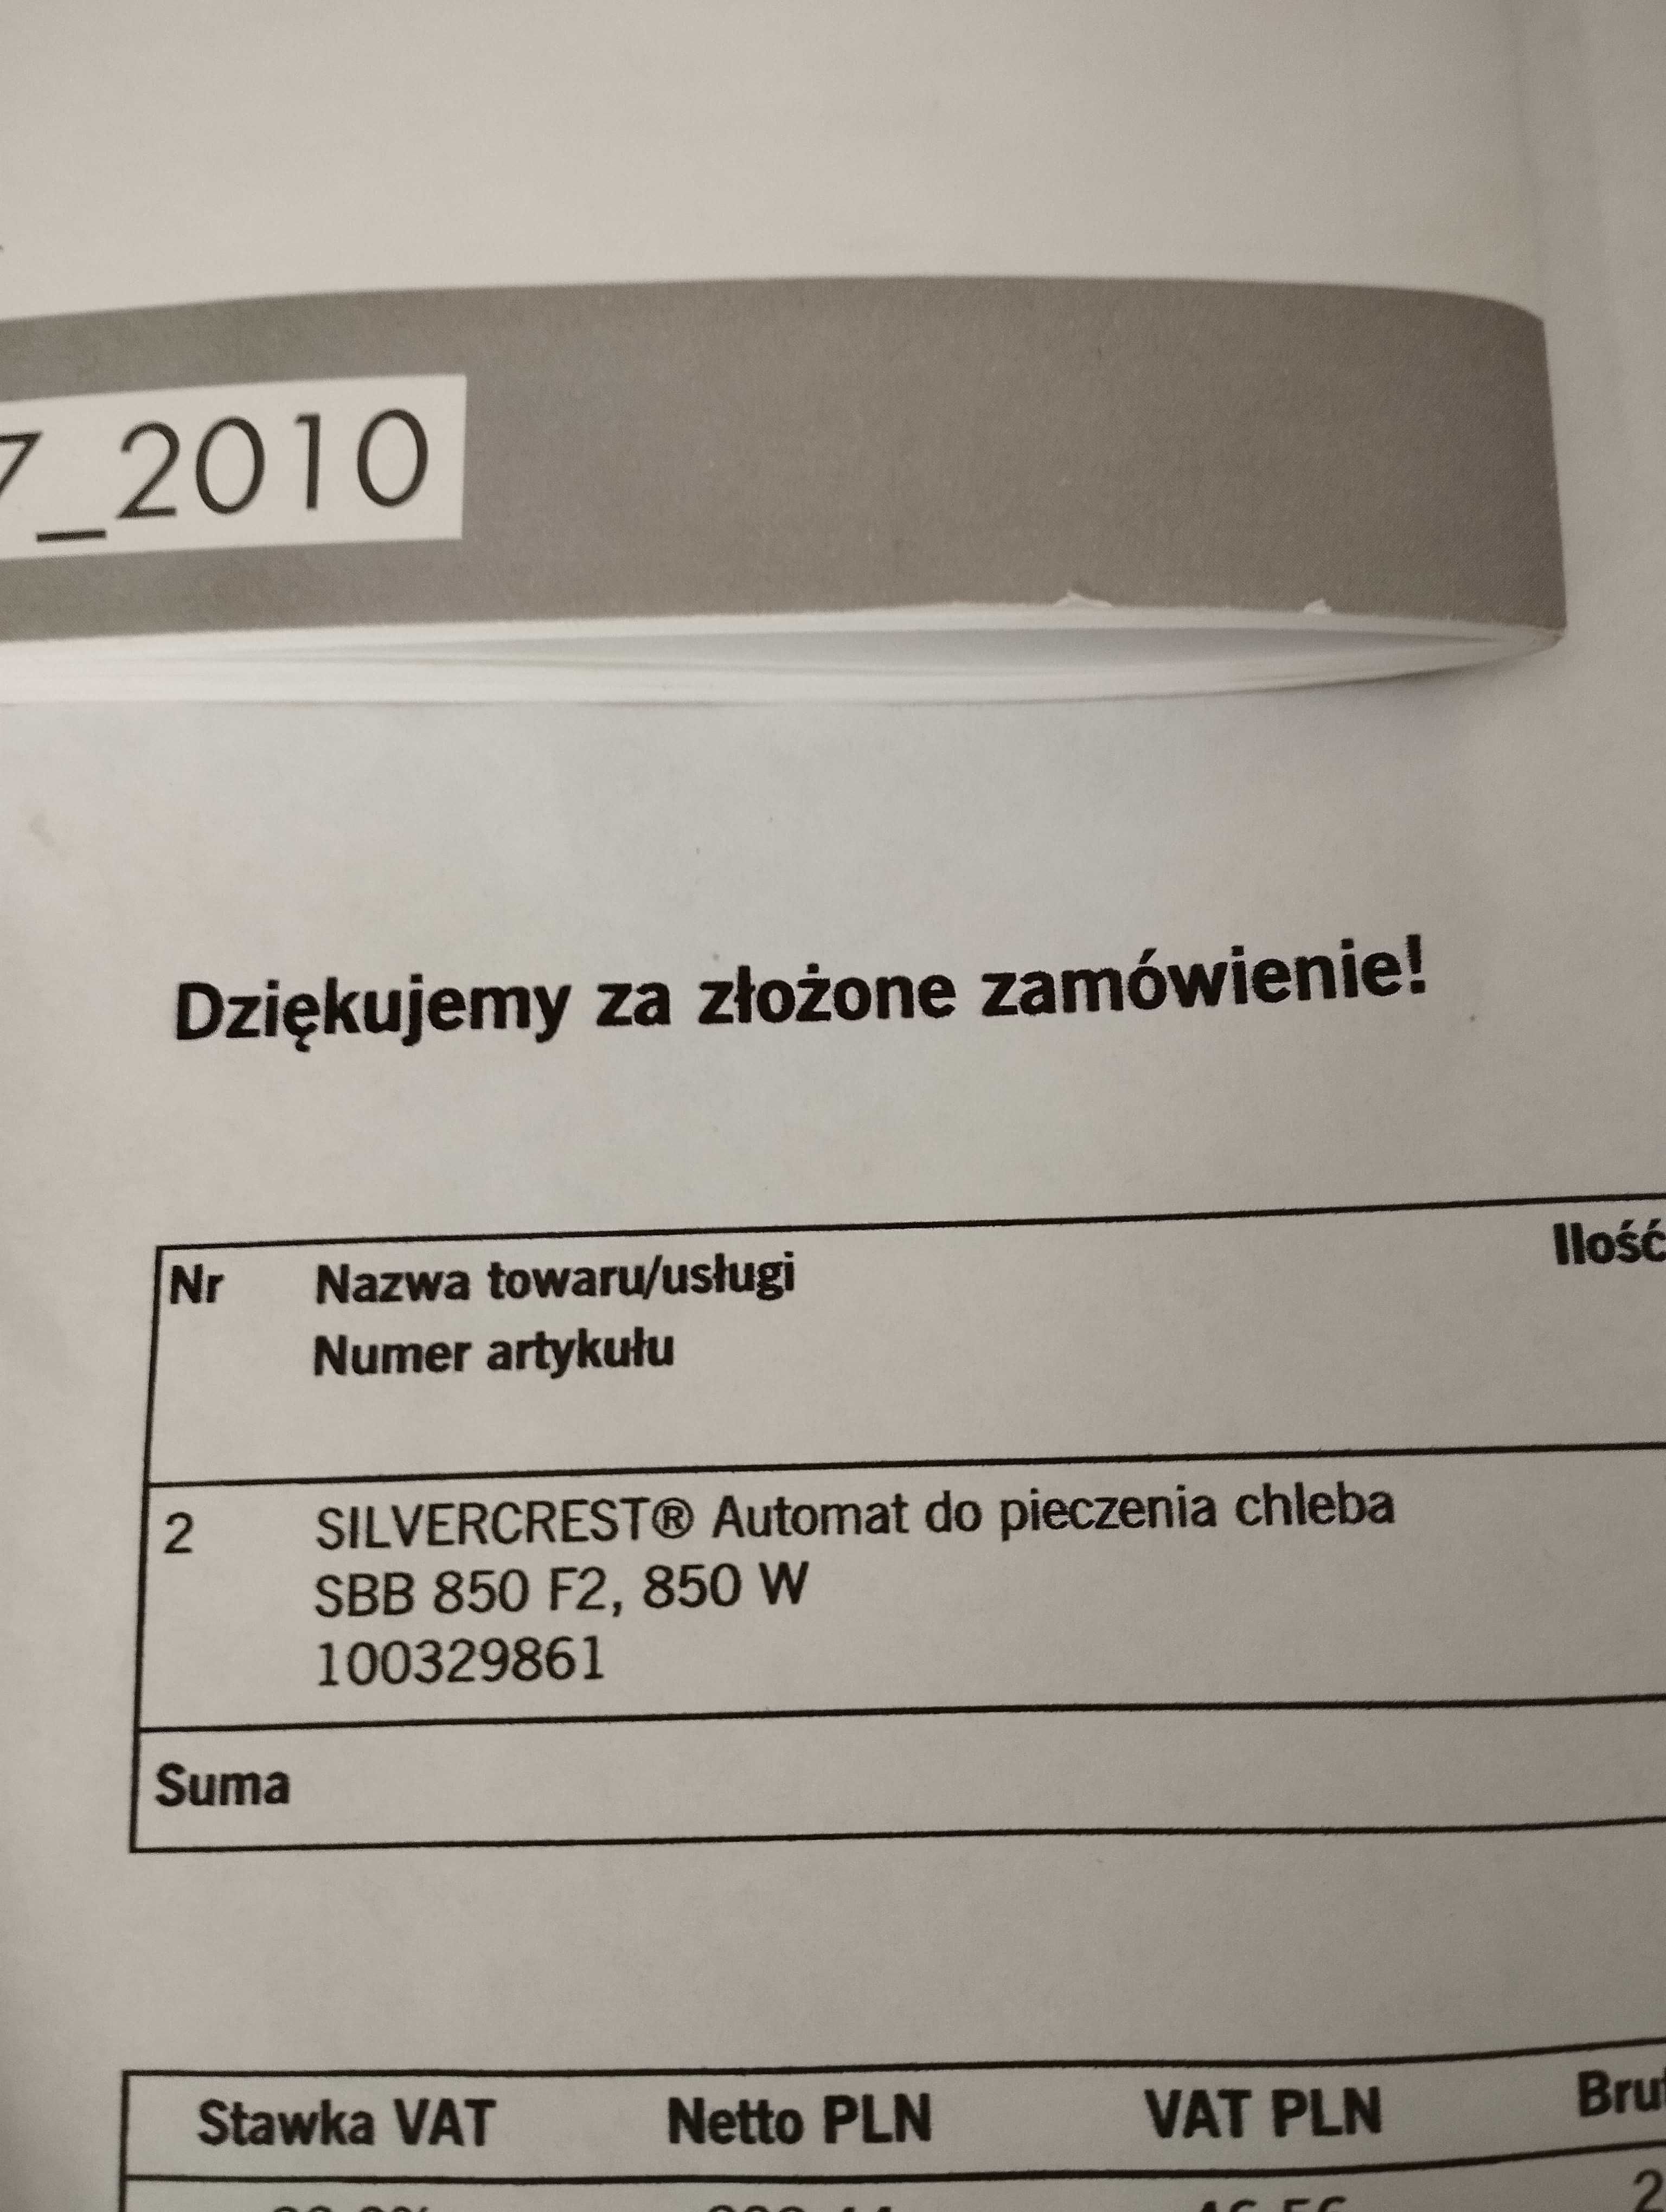 7_2010
Dziękujemy za złożone zamówienie!
Nr Nazwa towaru/usługi Ilość
Numer artykułu
2 SILVERCREST® Automat do pieczenia chleba
SBB 850 F2, 850 W
100329861
Suma
Stawka VAT Netto PLN VAT PLN